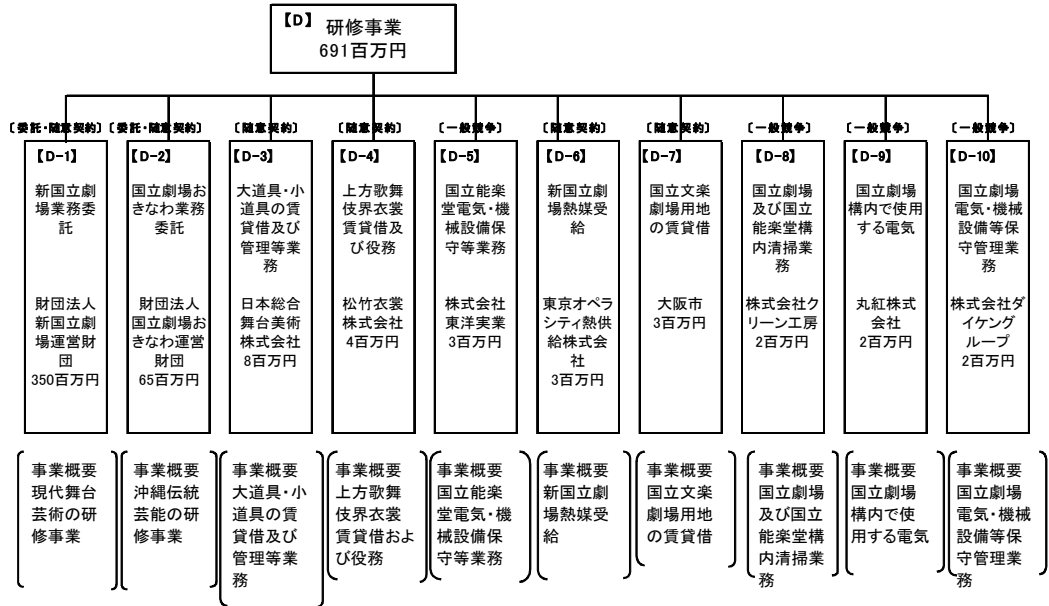 【D】 研修事業
691百万円
〔委託・随意契約〕
【D-1】
新国立劇
場業務委
託
財団法人
新国立劇
場運営財
団
350百万円
事業概要
現代舞台
芸術の研
修事業
〔委託・随意契約〕
【D-2】
国立劇場お
きなわ業務
委託
財団法人
国立劇場お
きなわ運営
財団
65百万円
事業概要
沖縄伝統
芸能の研
修事業
〔随意契約〕
【D-3】
大道具・小
道具の賃
貸借及び
管理等業
務
日本総合
舞台美術
株式会社
8百万円
事業概要
大道具・小
道具の賃
貸借及び
管理等業
務
〔随意契約〕
【D-4】
上方歌舞
伎界衣裳
賃貸借及
び役務
松竹衣裳
株式会社
4百万円
事業概要
上方歌舞
伎界衣裳
賃貸借およ
び役務
〔一般競争〕
【D-5】
国立能楽
堂電気・機
械設備保
守等業務
株式会社
東洋実業
3百万円
事業概要
国立能楽
堂電気・機
械設備保
守等業務
〔随意契約〕
【D-6】
新国立劇
場熱媒受
給
東京オペラ
シティ熱供
給株式会
社
3百万円
事業概要
新国立劇
場熱媒受
給
〔随意契約〕
【D-7】
国立文楽
劇場用地
の賃貸借
大阪市
3百万円
事業概要
国立文楽
劇場用地
の賃貸借
〔一般競争〕
【D-8】
国立劇場
及び国立
能楽堂構
内清掃業
務
株式会社ク
リーン工房
2百万円
事業概要
国立劇場
及び国立
能楽堂構
内清掃業
務
〔一般競争〕
【D-9】
国立劇場
構内で使用
する電気
丸紅株式
会社
2百万円
事業概要
国立劇場
構内で使
用する電気
〔一般競争〕
【D-10】
国立劇場
電気・機械
設備等保
守管理業
務
株式会社ダ
イケング
ループ
2百万円
事業概要
国立劇場
電気・機械
設備等保
守管理業
務